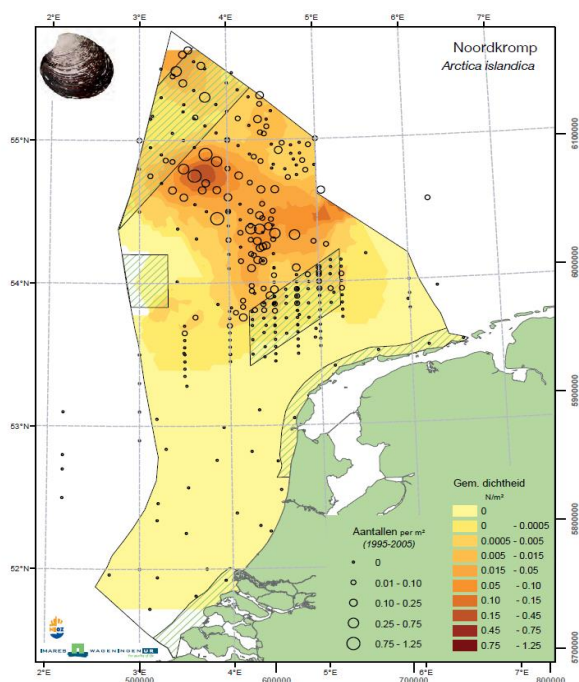 2°E 3°E 4°E 5°E 6°E 7°E
Noordkromp
Arctica islandica
55°N
6100000
54°N
6000000
5900000
53°N
Gem. dichtheid
N/m²
0
0 - 0.0005
0.0005 - 0.005
0.005 - 0.015
0.015 - 0.05
0.05 - 0.10
0.10 - 0.15
0.15 - 0.45
0.45 - 0.75
0.75 - 1.25
Aantallen per m²
(1995-2005)
0
0.01 - 0.10
0.10 - 0.25
0.25 - 0.75
0.75 - 1.25
5800000
52°N
NIOZ
IMARES WAGENINGEN UR
5700000
2°E 3°E 4°E 5°E 6°E 7°E
500000 600000 700000 800000